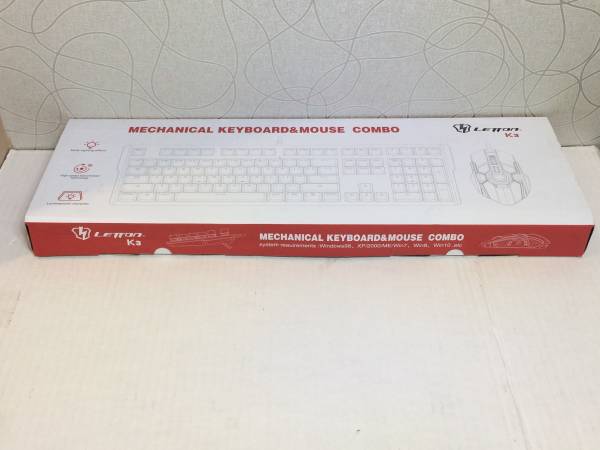 MECHANICAL KEYBOARD&MOUSE COMBO
LETTON
K3
LETTON
K3
MECHANICAL KEYBOARD&MOUSE COMBO
system requirements :Windows98、XP/2000/ME/Win7、Win8、Win10 .etc